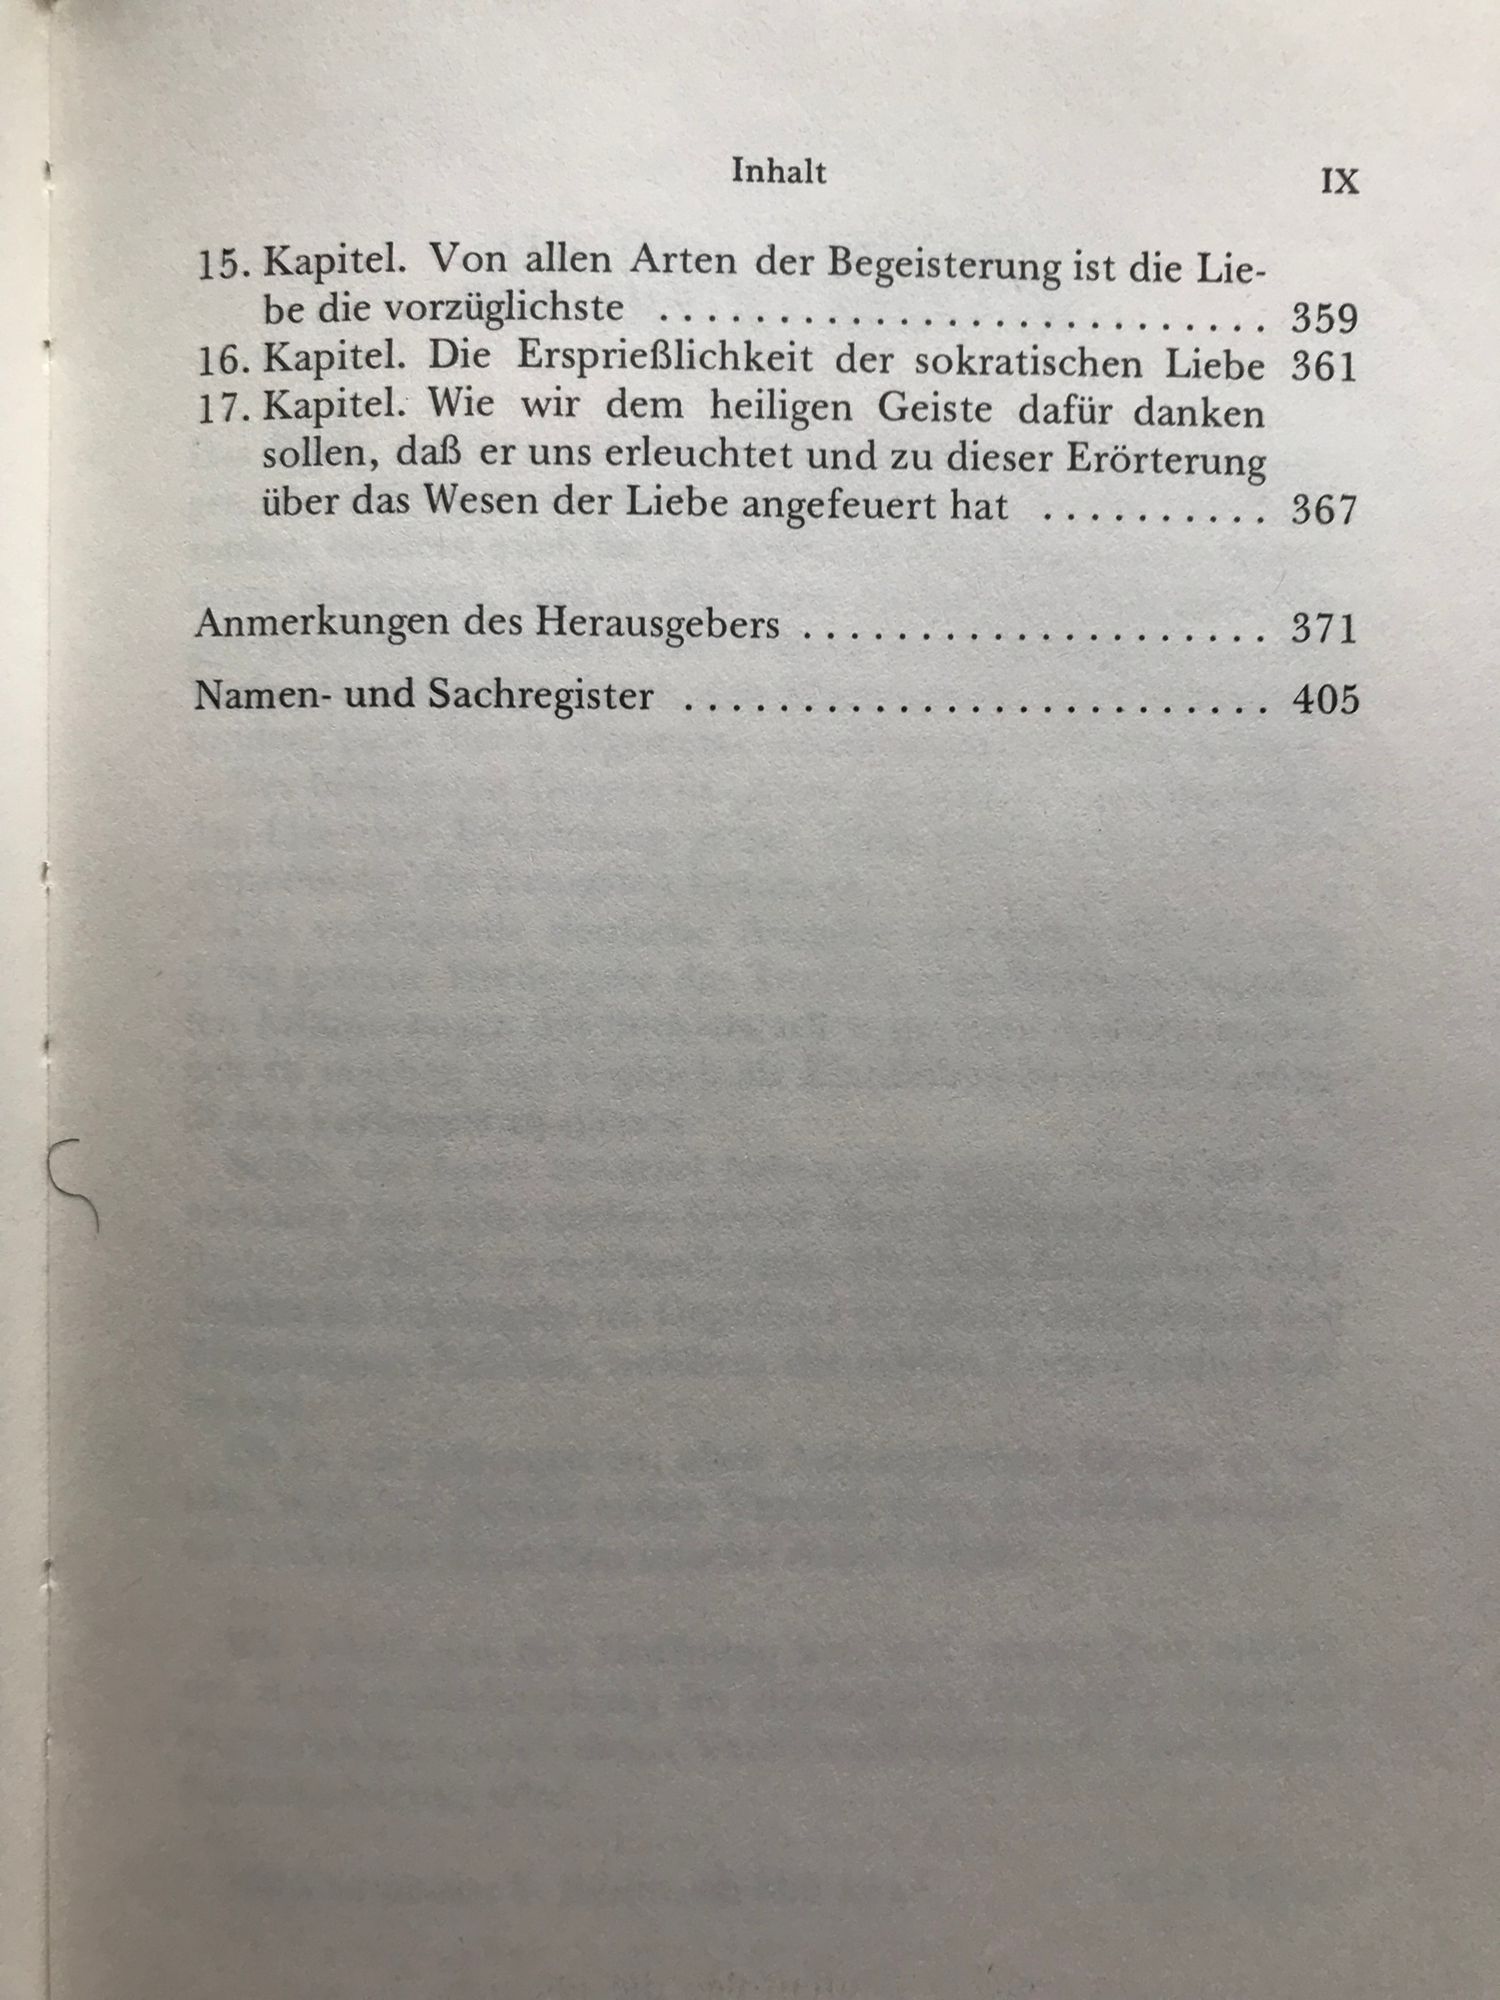 Inhalt IX
15. Kapitel. Von allen Arten der Begeisterung ist die Lie-
be die vorzüglichste . . . . . . . . . . . . . . . . . . . . . . . . . . 359
16. Kapitel. Die Ersprießlichkeit der sokratischen Liebe 361
17. Kapitel. Wie wir dem heiligen Geiste dafür danken
sollen, daß er uns erleuchtet und zu dieser Erörterung
über das Wesen der Liebe angefeuert hat . . . . . . . . . . 367
Anmerkungen des Herausgebers . . . . . . . . . . . . . . . . . . . . 371
Namen- und Sachregister . . . . . . . . . . . . . . . . . . . . . . . . . 405